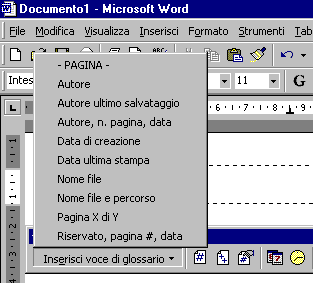 Documento1 - Microsoft Word
File Modifica Visualizza Inserisci Formato Strumenti
ABC
Intes
11
- PAGINA -
Autore
Autore ultimo salvataggio
Autore, n. pagina, data
Data di creazione
Data ultima stampa
Nome file
Nome file e percorso
Pagina X di Y
Riservato, pagina #, data
Inserisci voce di glossario